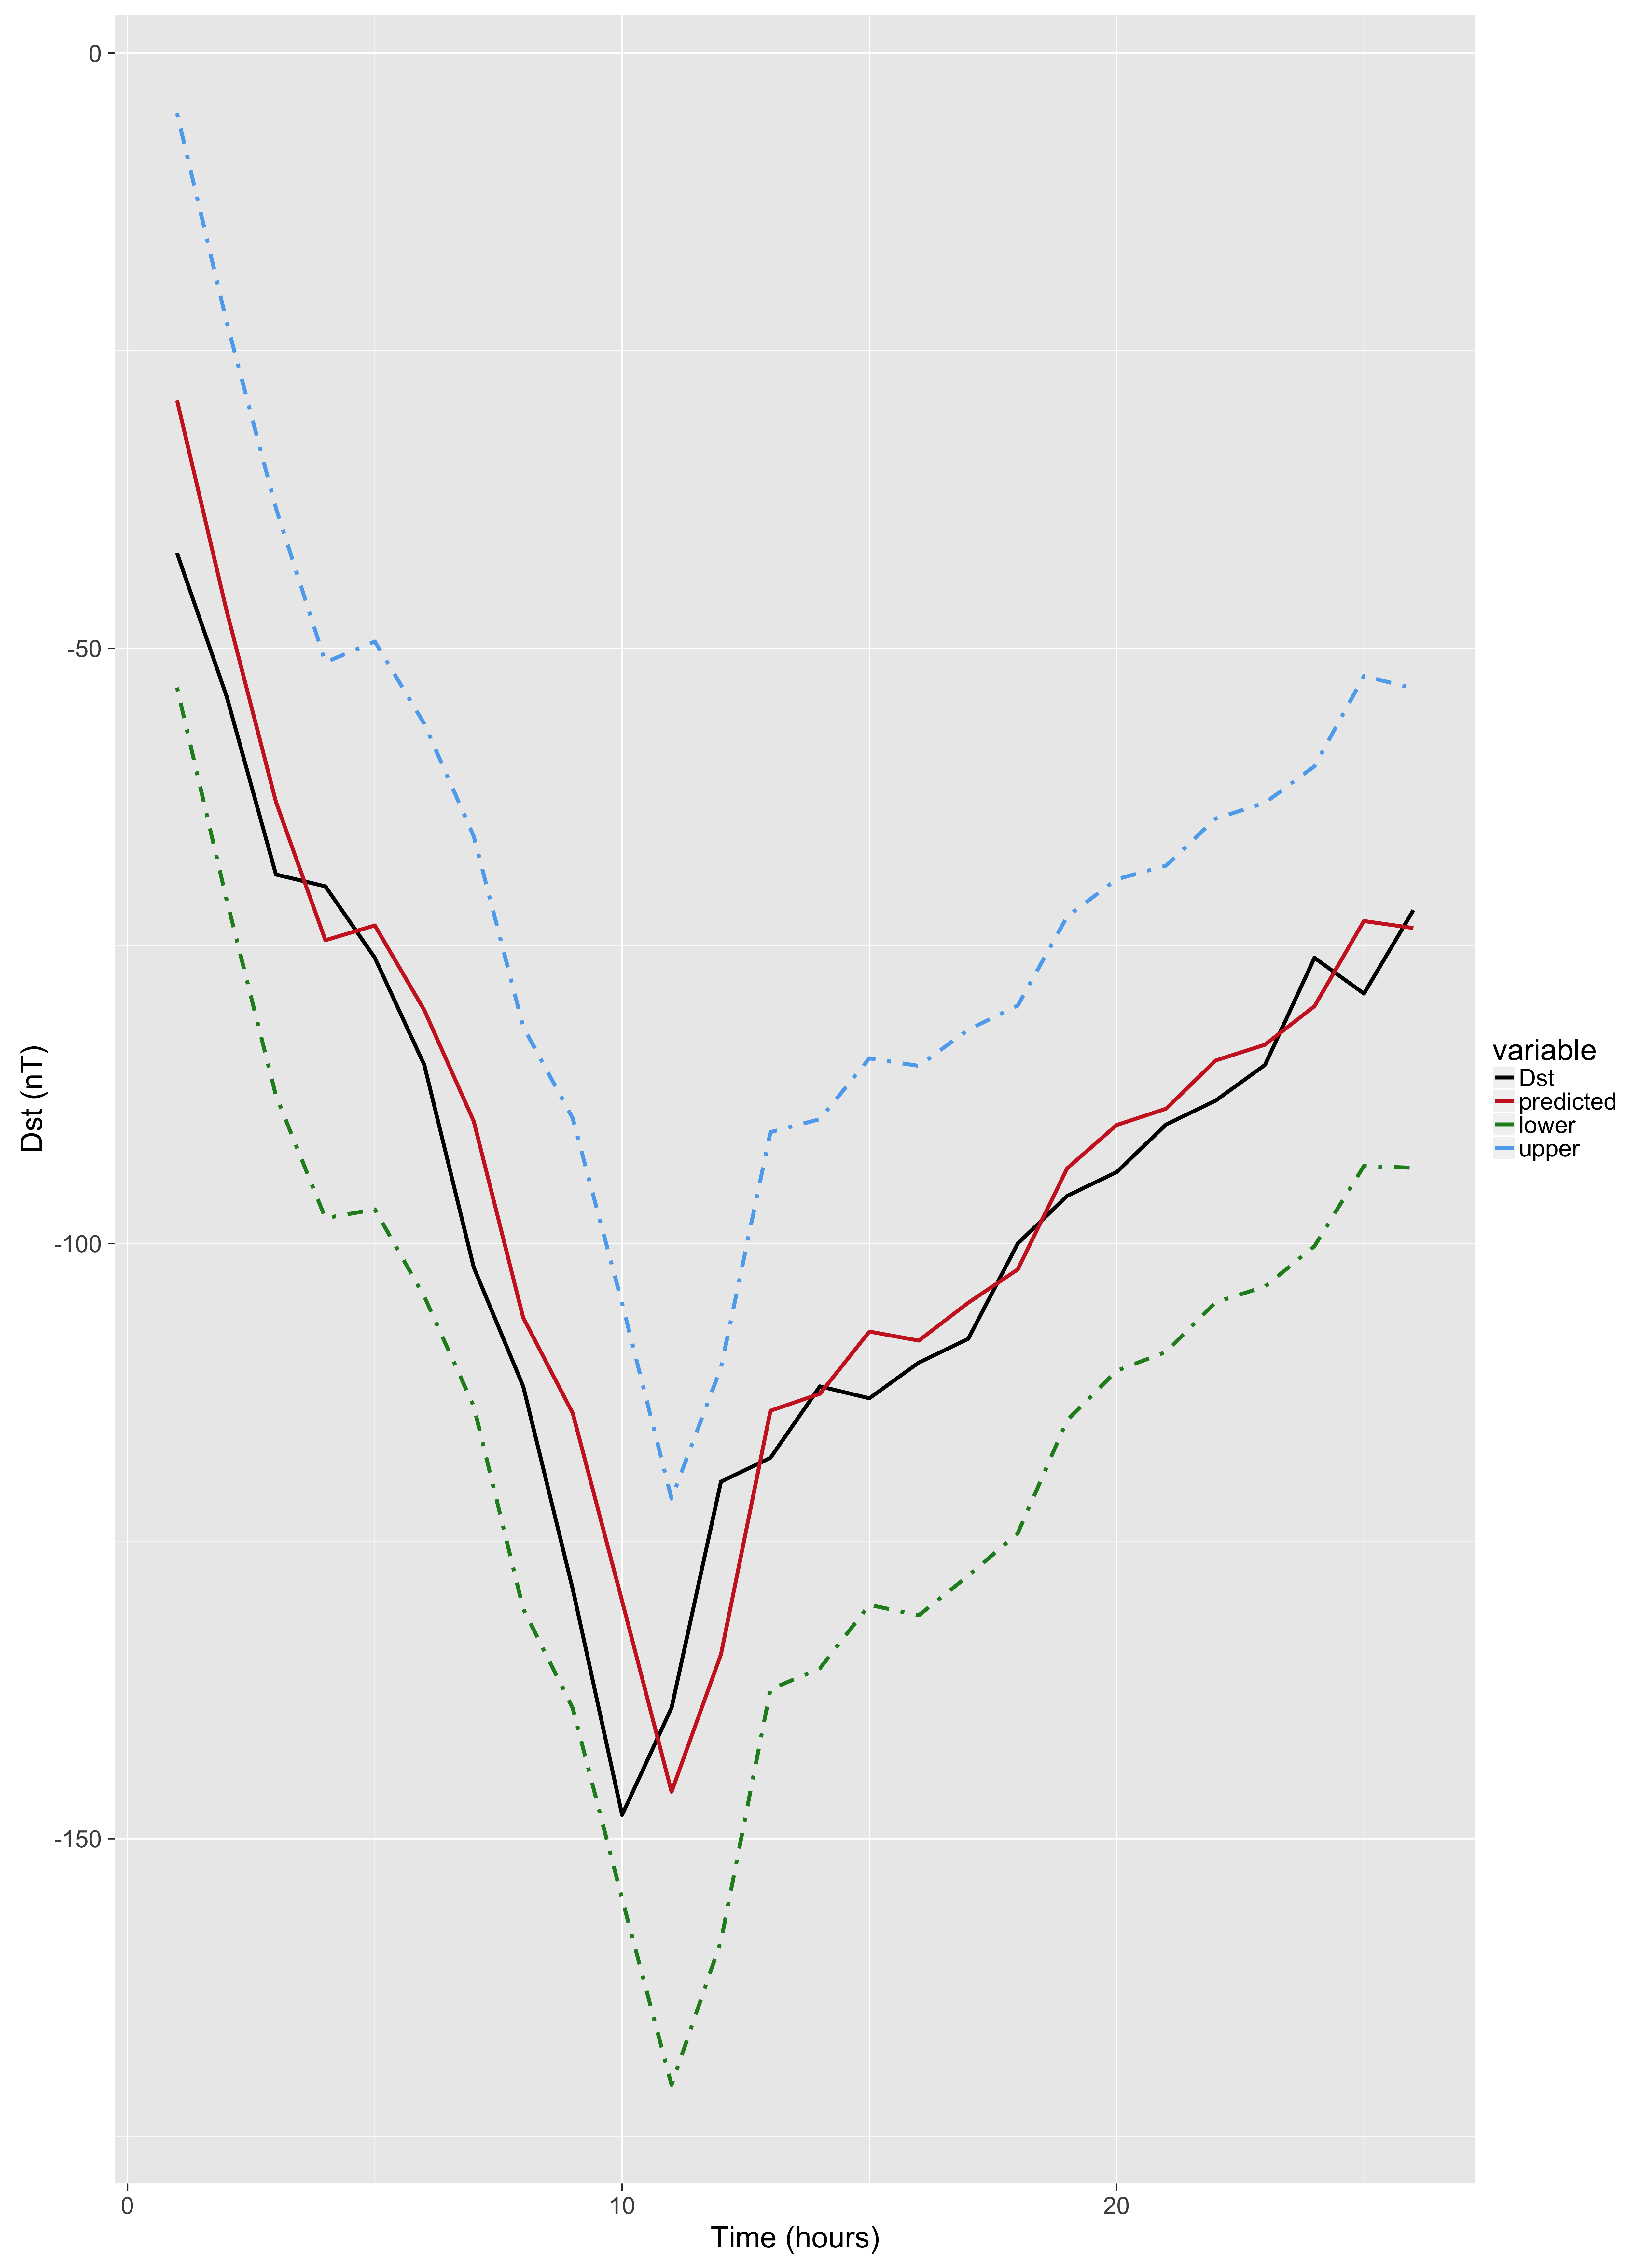 0
-50
-100
-150
Dst (nT)
0
10
20
Time (hours)
variable
Dst
predicted
lower
upper